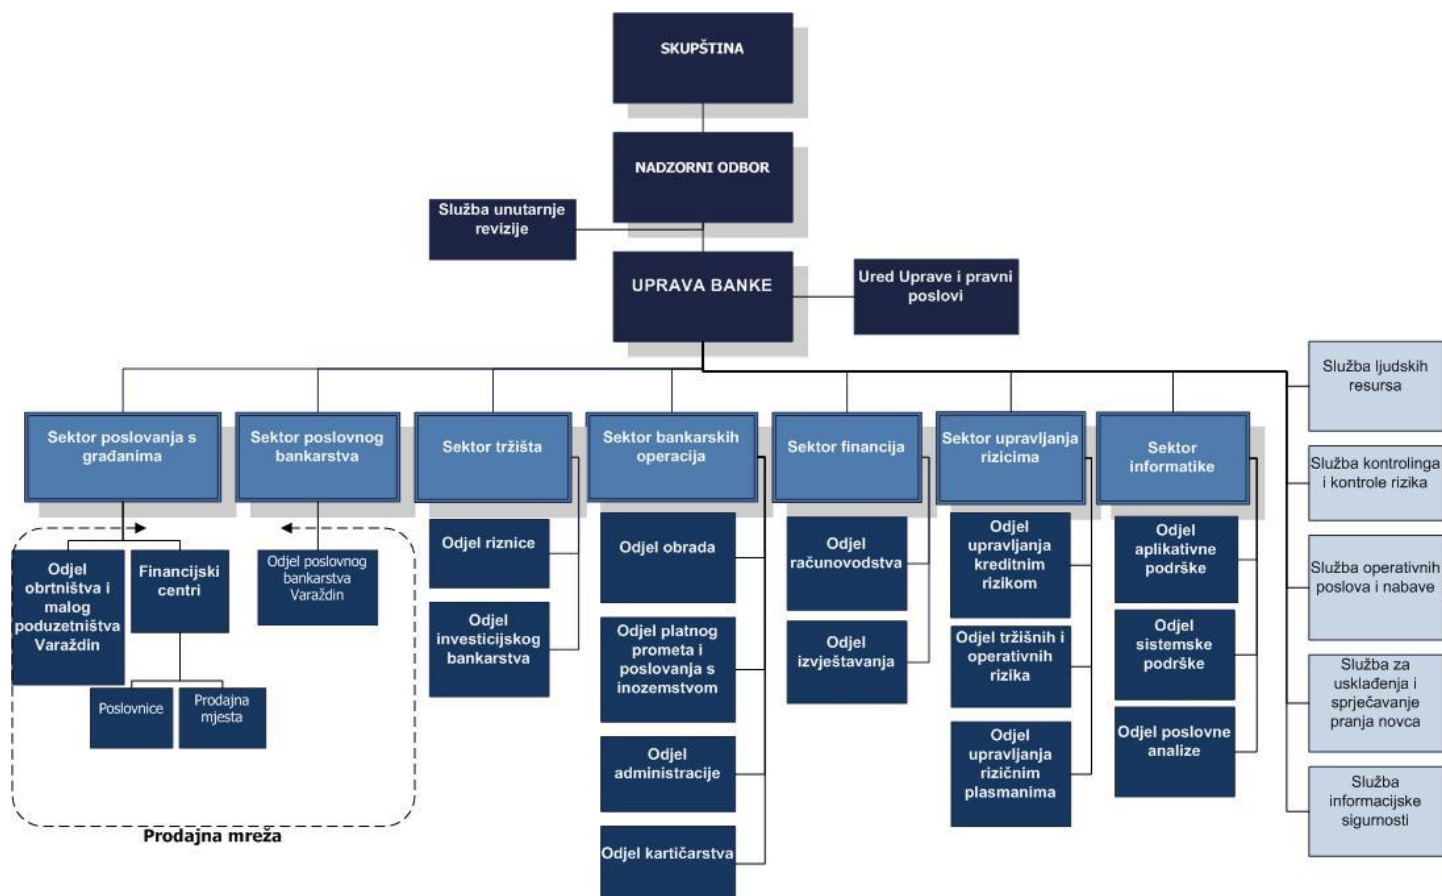 SKUPŠTINA
NADZORNI ODBOR
Služba unutarnje
revizije
UPRAVA BANKE
Ured Uprave i pravni
poslovi
Služba ljudskih
resursa
Služba kontrolinga
i kontrole rizika
Služba operativnih
poslova i nabave
Služba za
usklađenja i
sprječavanje
pranja novca
Služba
informacijske
sigurnosti
Sektor poslovanja s
građanima
Sektor poslovnog
bankarstva
Sektor tržišta
Sektor bankarskih
operacija
Sektor financija
Sektor upravljanja
rizicima
Sektor
informatike
Odjel
obrtništva i
malog
poduzetništva
Varaždin
Financijski
centri
Poslovnice
Prodajna
mjesta
Odjel poslovnog
bankarstva
Varaždin
Prodajna mreža
Odjel riznice
Odjel
investicijskog
bankarstva
Odjel obrada
Odjel platnog
prometa i
poslovanja s
inozemstvom
Odjel
administracije
Odjel kartičarstva
Odjel
računovodstva
Odjel
izvještavanja
Odjel
upravljanja
kreditnim
rizikom
Odjel tržišnih i
operativnih
rizika
Odjel
upravljanja
rizičnim
plasmanima
Odjel
aplikativne
podrške
Odjel
sistemske
podrške
Odjel poslovne
analize